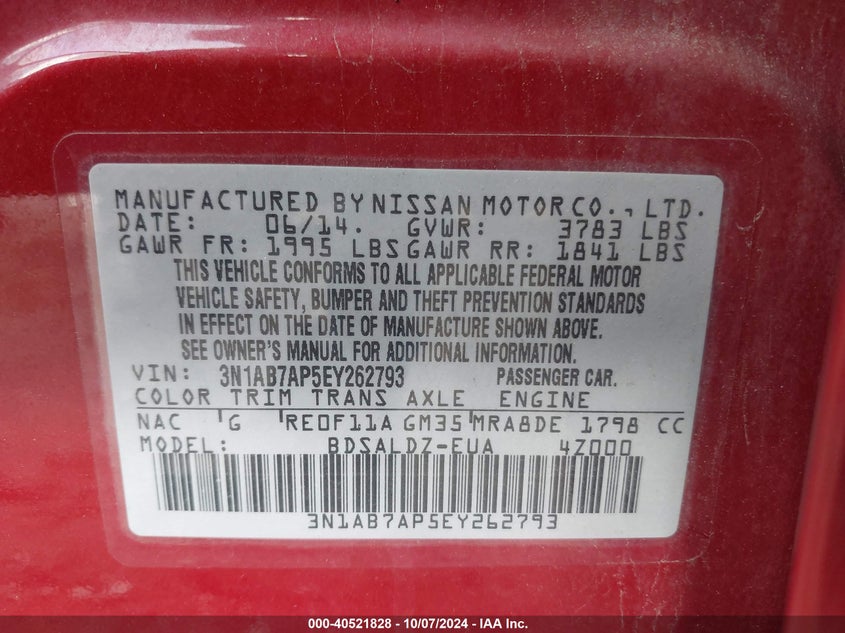 MANUFACTURED BY NISSAN MOTOR CO., LTD.
DATE: 06/14. GVWR: 3783 LBS
GAWR FR: 1995 LBS GAWR RR: 1841 LBS
THIS VEHICLE CONFORMS TO ALL APPLICABLE FEDERAL MOTOR
VEHICLE SAFETY, BUMPER AND THEFT PREVENTION STANDARDS
IN EFFECT ON THE DATE OF MANUFACTURE SHOWN ABOVE.
SEE OWNER'S MANUAL FOR ADDITIONAL INFORMATION.
VIN: 3N1AB7AP5EY262793 PASSENGER CAR.
COLOR TRIM TRANS AXLE ENGINE
NAC 'G 'RE0F11A GM35'MRA8DE 1798 CC
MODEL: BDSALDZ-EUA 4Z000
3N1AB7AP5EY262793
000-40521828 - 10/07/2024 - IAA Inc.